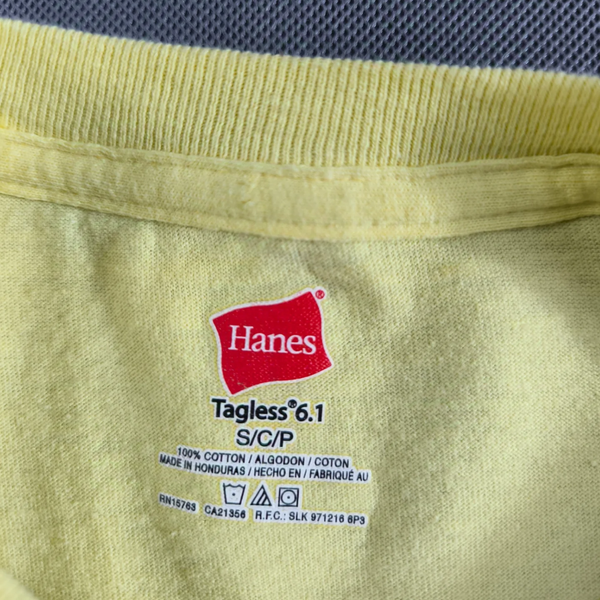 Hanes®
Tagless®6.1
S/C/P
100% COTTON / ALGODON / COTON
MADE IN HONDURAS / HECHO EN / FABRIQUÉ AU
RN15763 CA21356 R.F.C.: SLK 971216 6P3